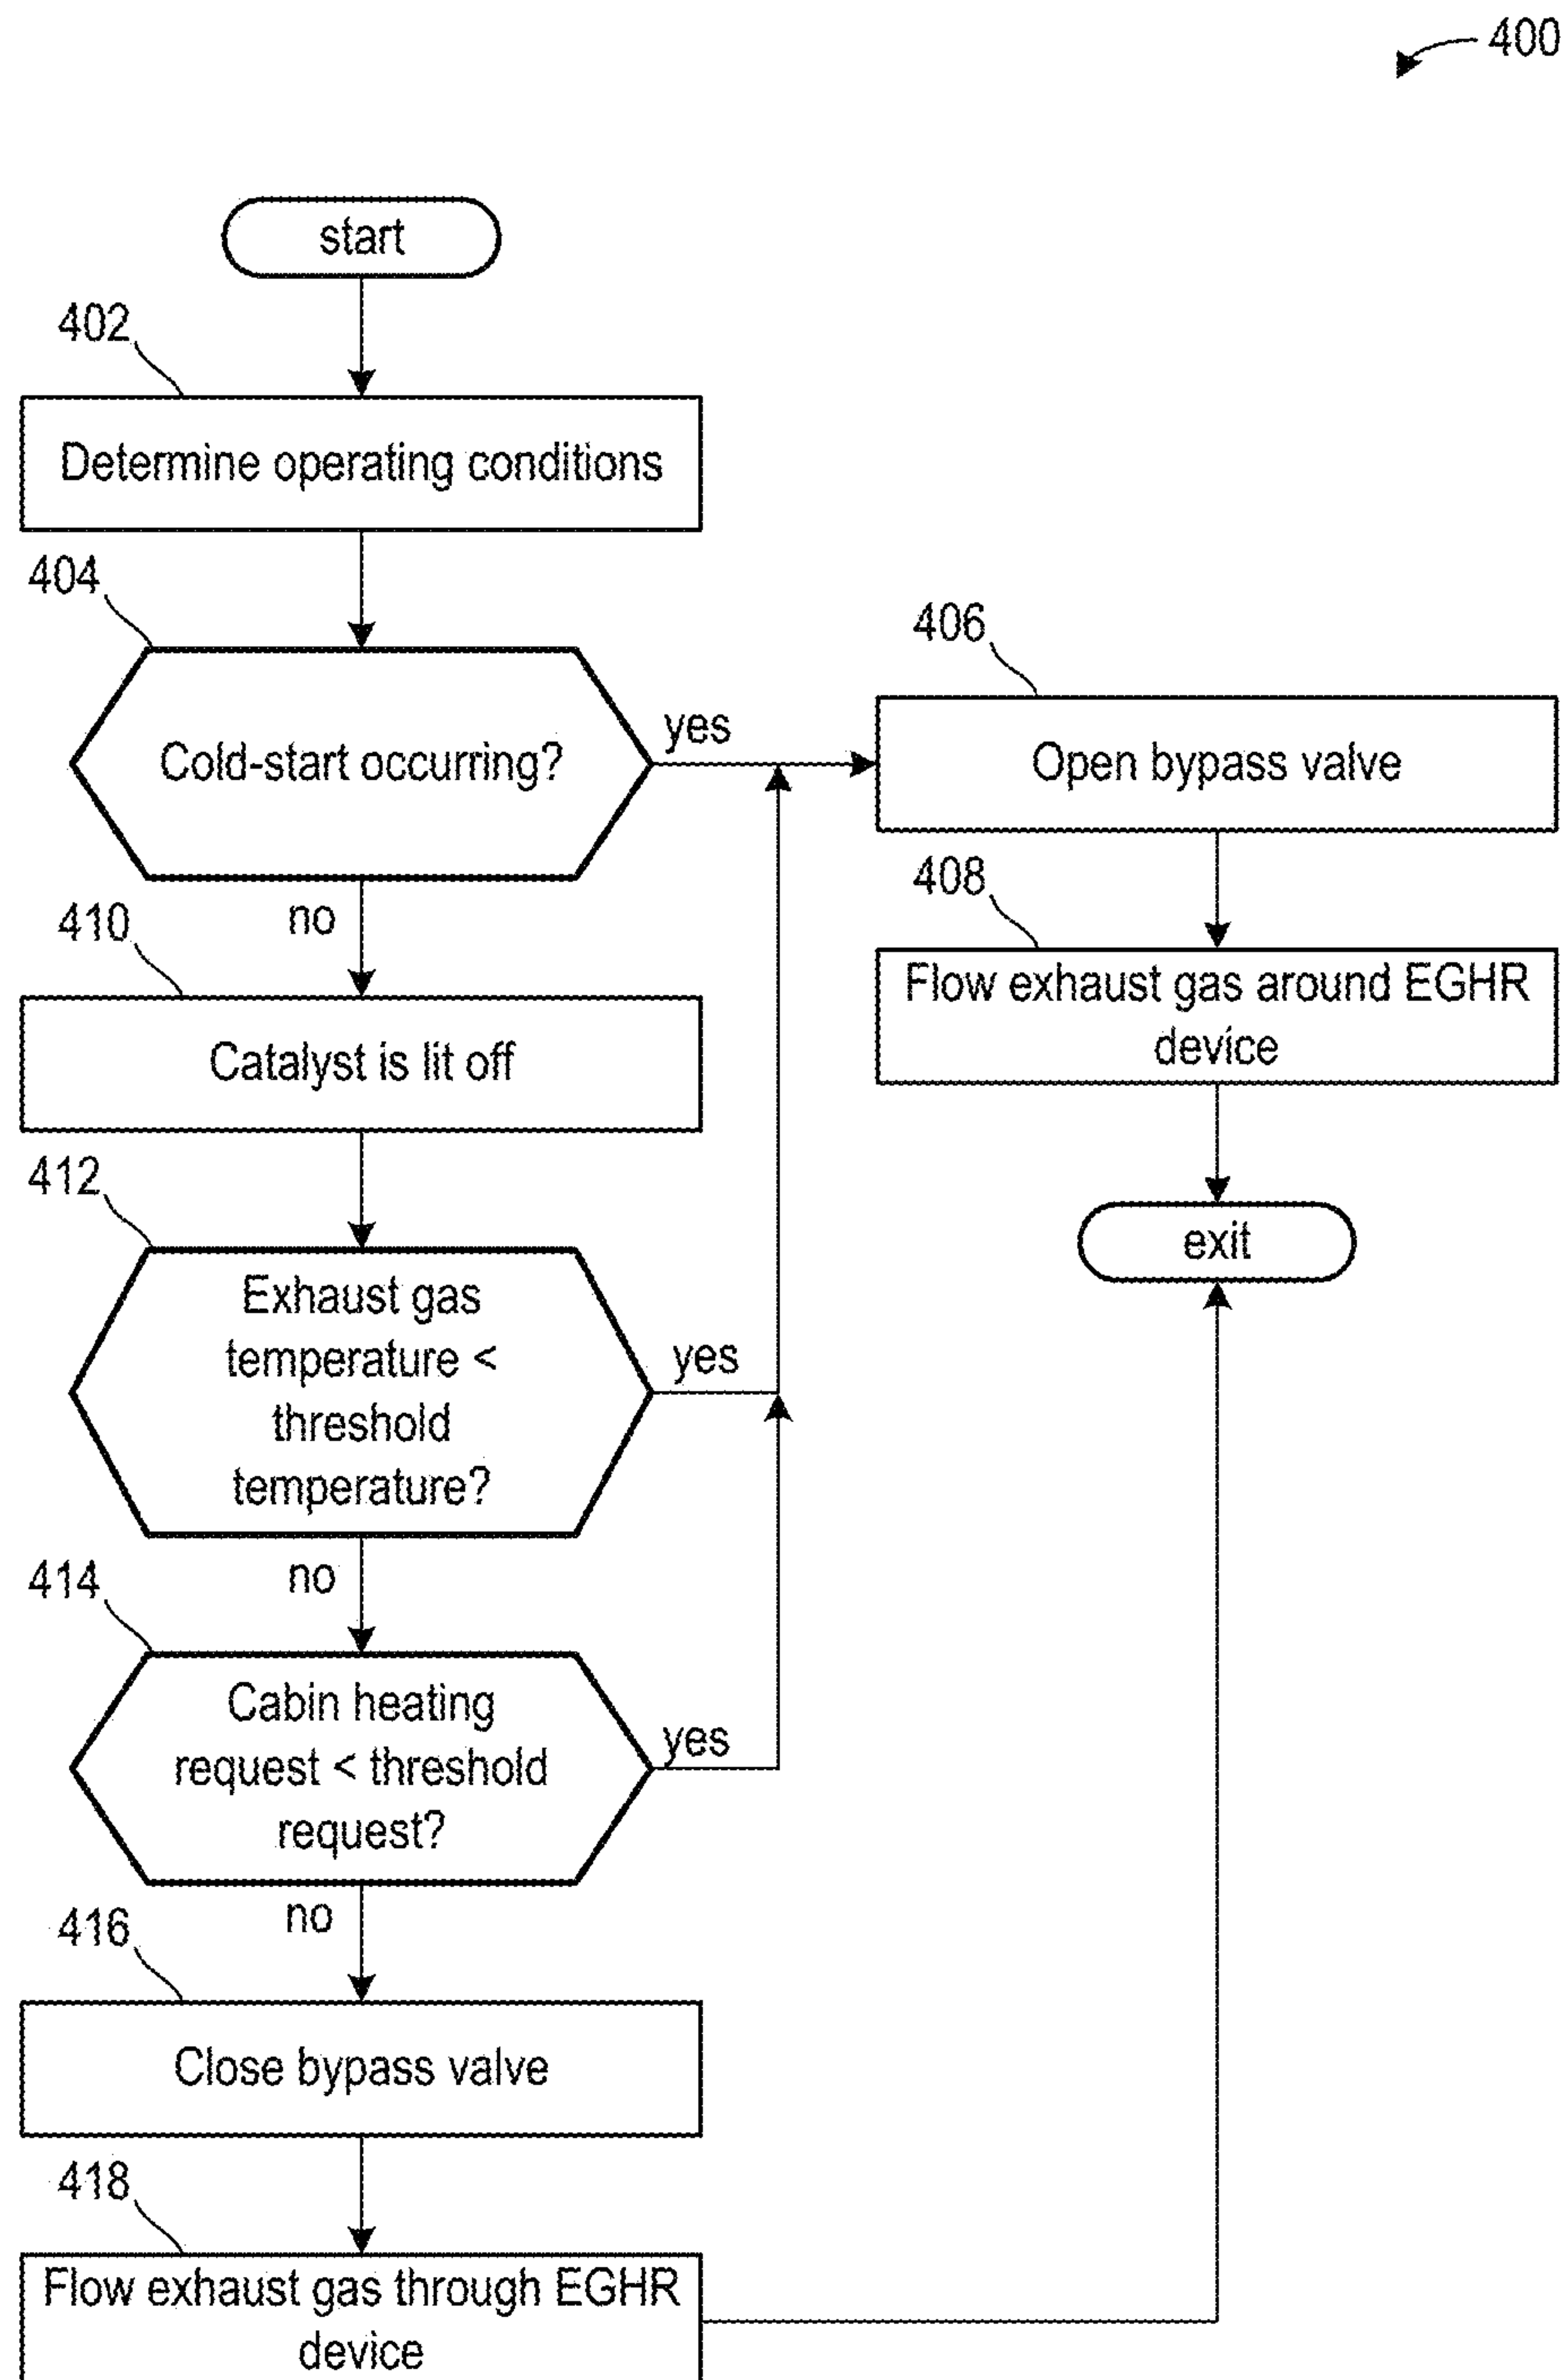 400
start
402
Determine operating conditions
404
Cold-start occurring?
yes
406
Open bypass valve
408
Flow exhaust gas around EGHR
device
exit
no
410
Catalyst is lit off
412
Exhaust gas
temperature <
threshold
temperature?
yes
no
414
Cabin heating
request < threshold
request?
yes
no
416
Close bypass valve
418
Flow exhaust gas through EGHR
device